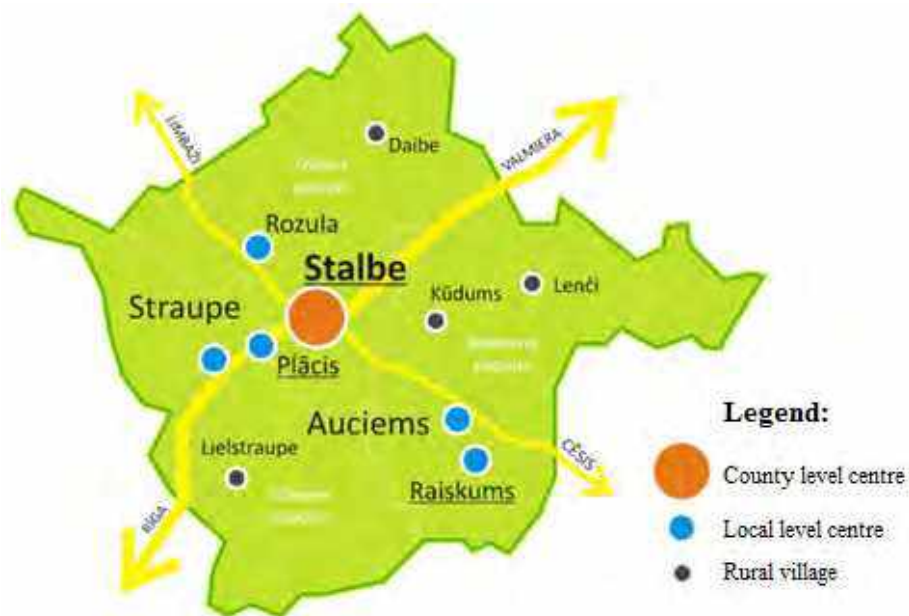 Daibe
LIMBAŽI
VALMIERA
Rozula
Stalbe
Lenči
Kūdums
Straupe
Plācis
Auciems
Lielstraupe
CĒSIS
Raiskums
RĪGA
Legend:
County level centre
Local level centre
Rural village